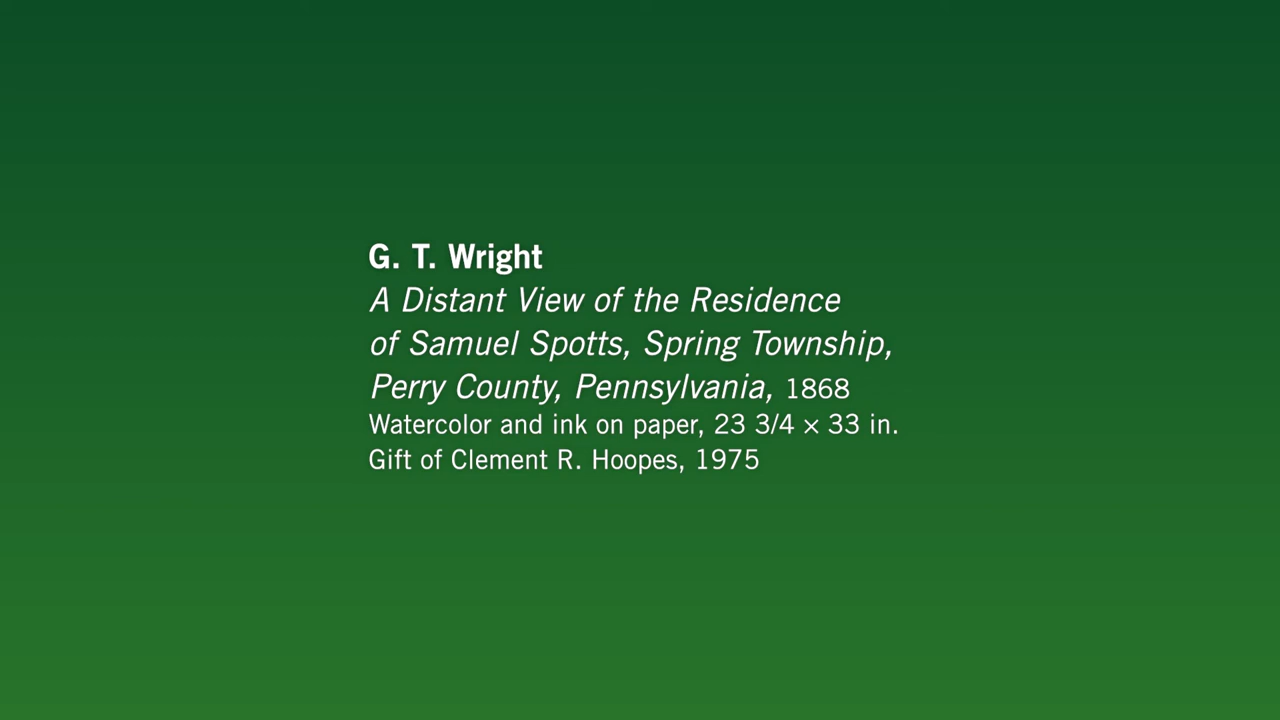 G. T. Wright
A Distant View of the Residence
of Samuel Spotts, Spring Township,
Perry County, Pennsylvania, 1868
Watercolor and ink on paper, 23 3/4 × 33 in.
Gift of Clement R. Hoopes, 1975